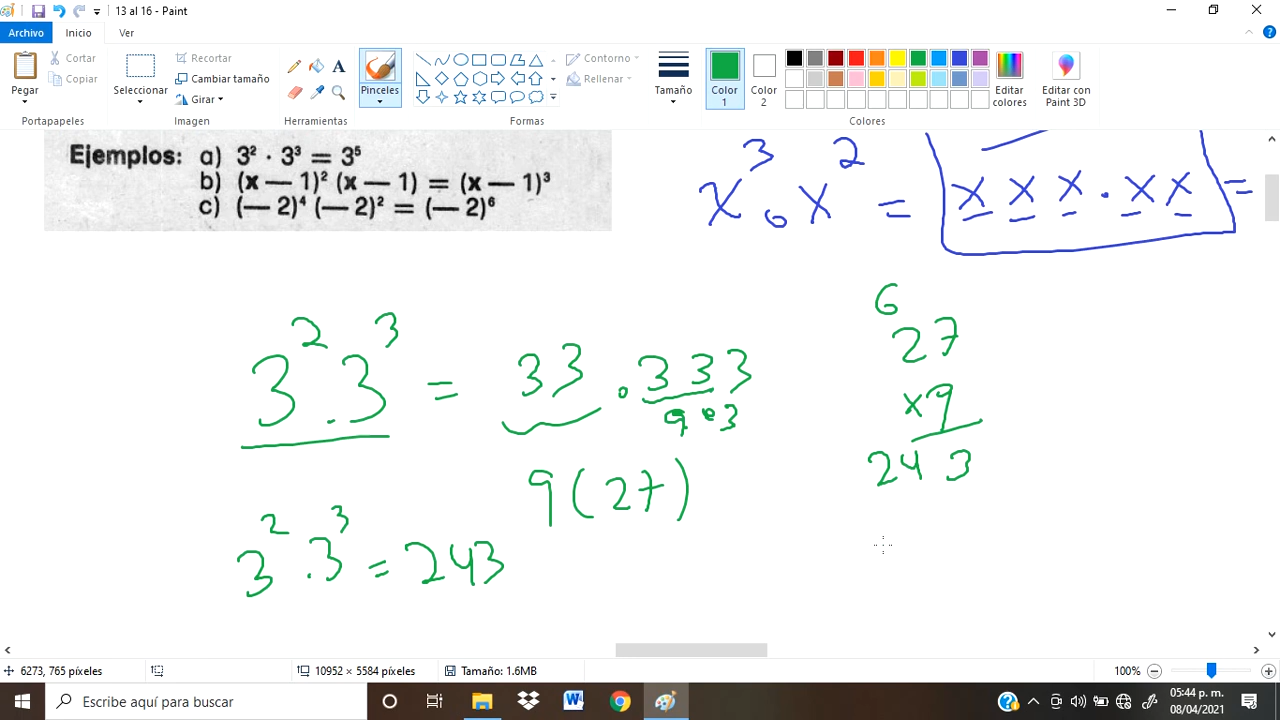 13 al 16 - Paint
Archivo Inicio Ver
Pegar Cortar Copiar Seleccionar Recortar Cambiar tamaño Girar Pinceles Contorno Rellenar Tamaño Color 1 Color 2 Editar colores Editar con Paint 3D
Portapapeles Imagen Herramientas Formas Colores
Ejemplos: a) 3² · 3³ = 3⁵
b) (x — 1)² (x — 1) = (x — 1)³
c) (— 2)⁴ (— 2)² = (— 2)⁶
x³ . x² = x x x . x x =
3² . 3³ = 3 3 . 3 3 3
9 · 3
9 ( 27 )
3² . 3³ = 243
6
27
x9
243
6273, 765 píxeles 10952 × 5584 píxeles Tamaño: 1.6MB 100%
Escribe aquí para buscar
05:44 p. m.
08/04/2021